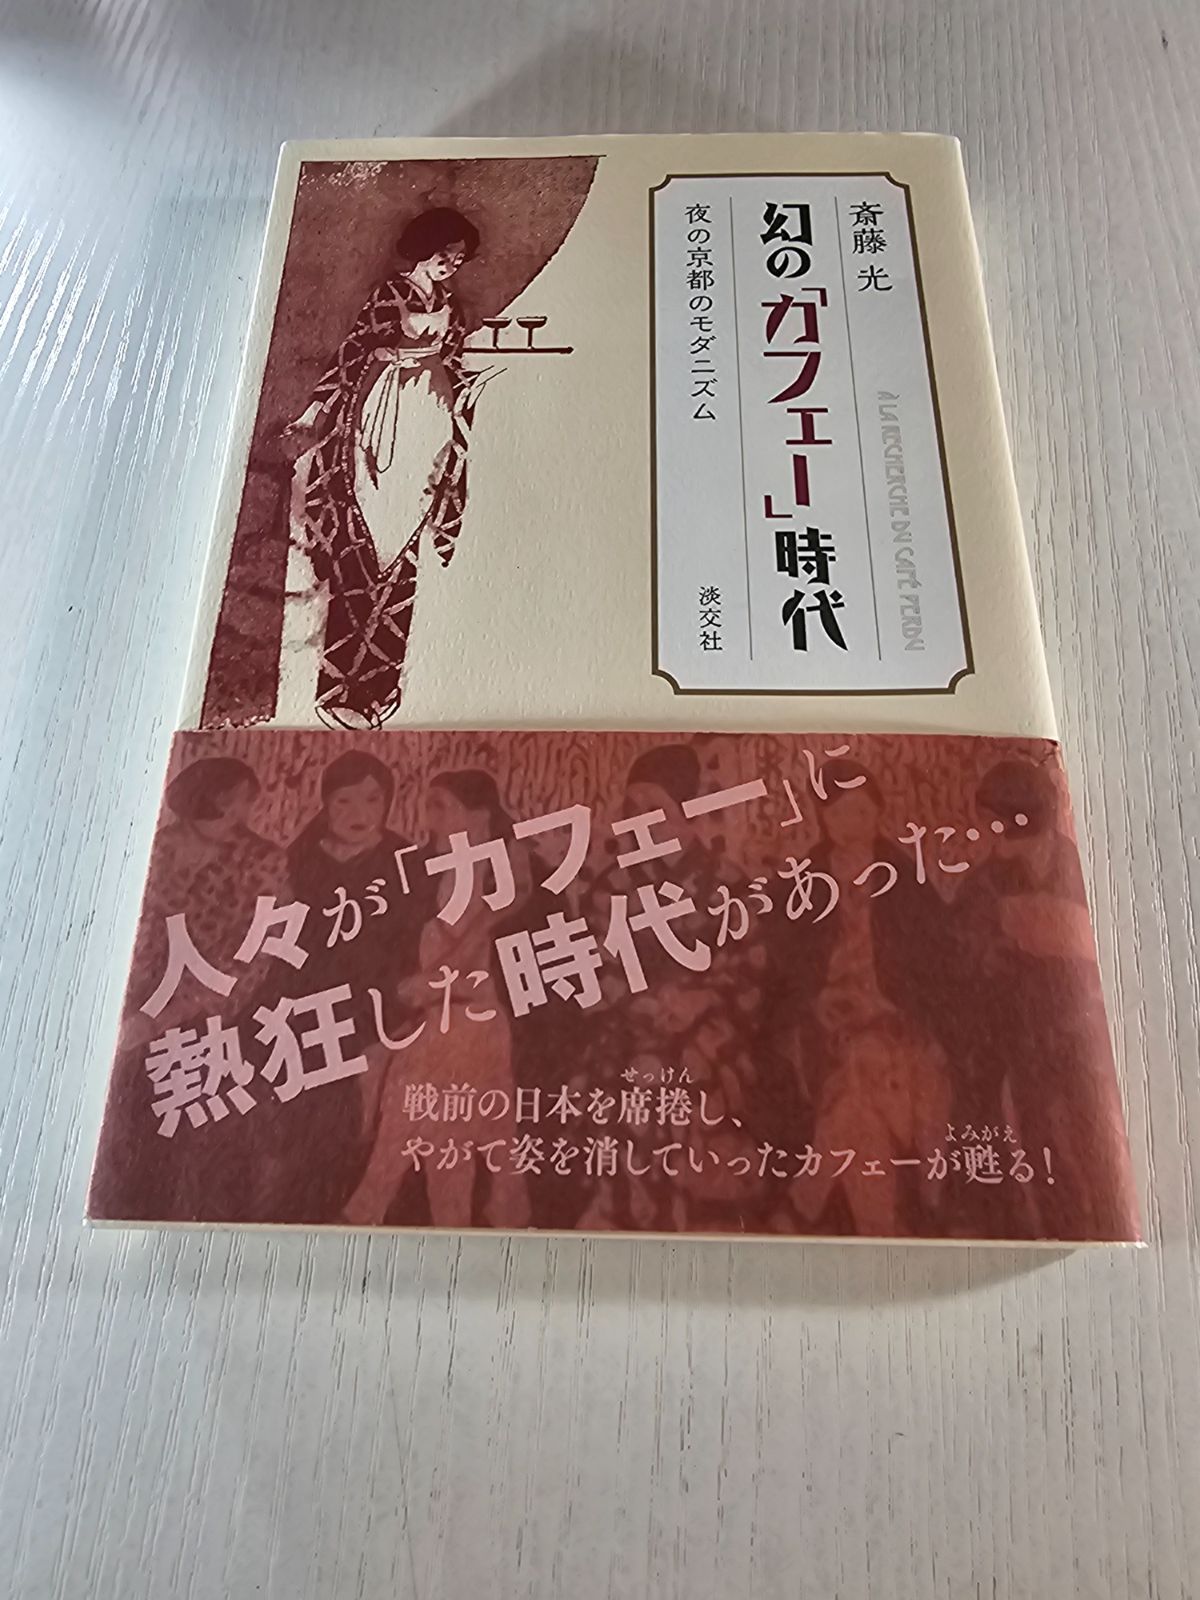 斎藤 光
À LA RECHERCHE DU CAFÉ PERDU
幻の「カフェー」時代
夜の京都のモダニズム
淡交社
人々が「カフェー」に
熱狂した時代があった…
せっけん
戦前の日本を席捲し、
よみがえ
やがて姿を消していったカフェーが甦る!